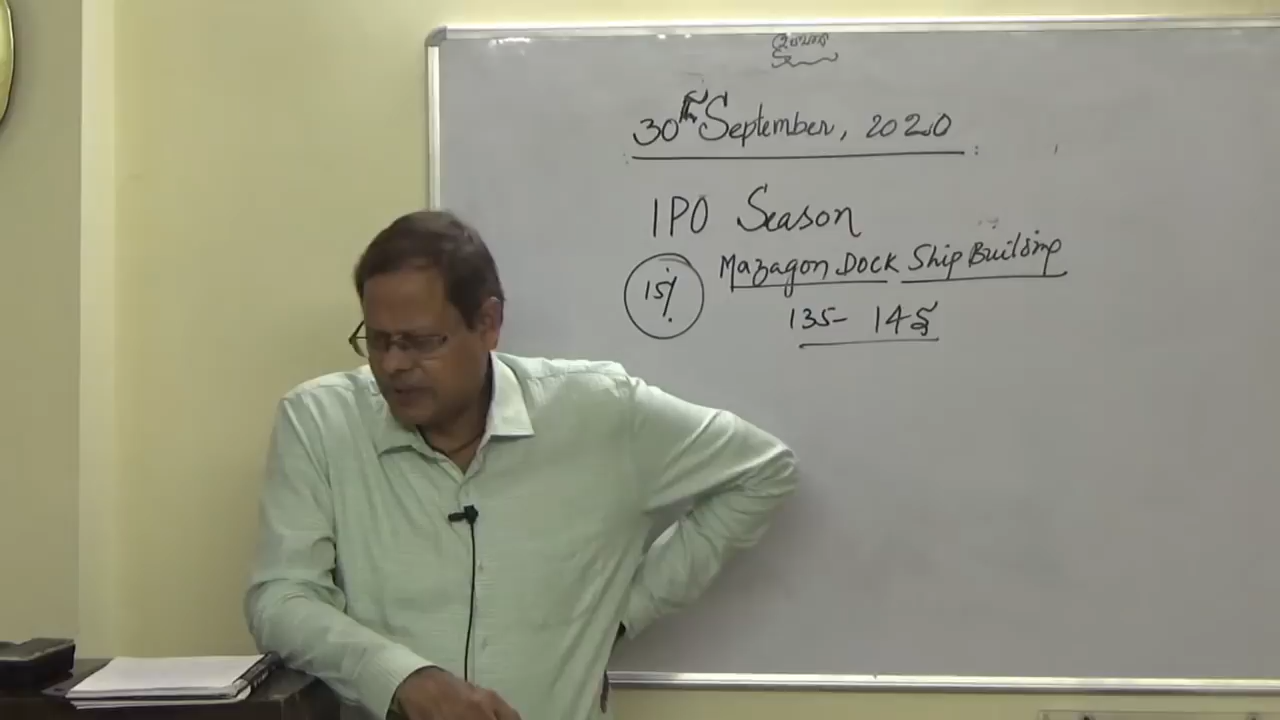 30th September, 2020
IPO Season
15%
Mazagon Dock Ship Building
135- 145